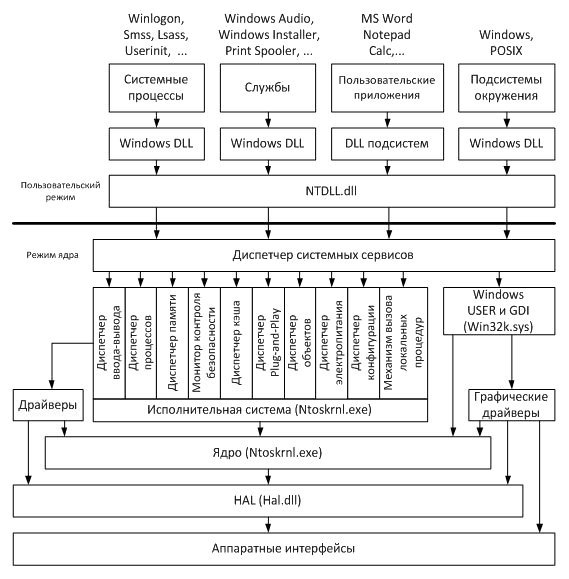 Winlogon,
Smss, Lsass,
Userinit, ...
Windows Audio,
Windows Installer,
Print Spooler, ...
MS Word
Notepad
Calc,...
Windows,
POSIX
Системные
процессы
Службы
Пользовательские
приложения
Подсистемы
окружения
Windows DLL
Windows DLL
DLL подсистем
Windows DLL
Пользовательский
режим
NTDLL.dll
Режим ядра
Диспетчер системных сервисов
Диспетчер
ввода-вывода
Диспетчер
процессов
Диспетчер памяти
Монитор контроля
безопасности
Диспетчер кэша
Диспетчер
Plug-and-Play
Диспетчер
объектов
Диспетчер
электропитания
Диспетчер
конфигурации
Механизм вызова
локальных
процедур
Windows
USER и GDI
(Win32k.sys)
Драйверы
Исполнительная система (Ntoskrnl.exe)
Графические
драйверы
Ядро (Ntoskrnl.exe)
HAL (Hal.dll)
Аппаратные интерфейсы